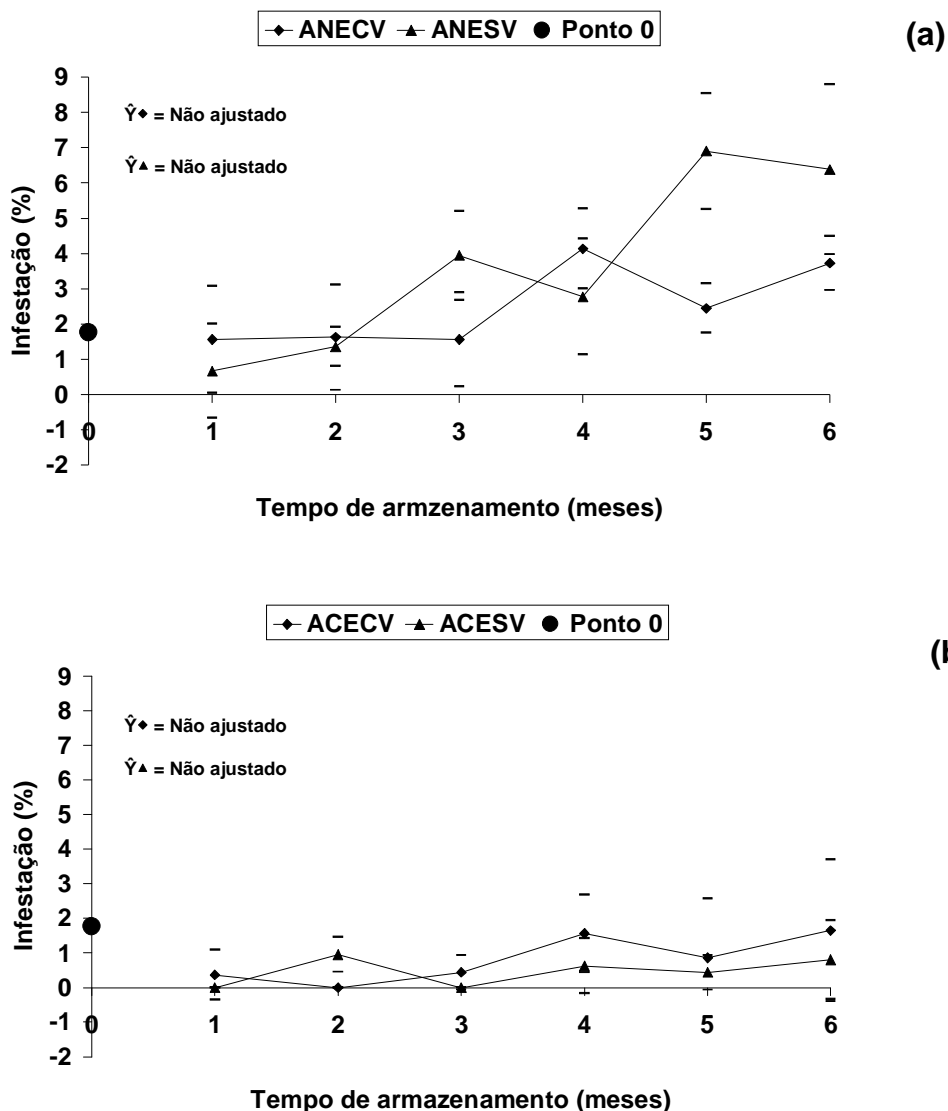 ANECV ANESV Ponto 0
(a)
9
8
7
6
5
4
3
2
1
0
-1
-2
Infestação (%)
Ŷ = Não ajustado
Ŷ = Não ajustado
0 1 2 3 4 5 6
Tempo de armzenamento (meses)
ACECV ACESV Ponto 0
(b
9
8
7
6
5
4
3
2
1
0
-1
-2
Infestação (%)
Ŷ = Não ajustado
Ŷ = Não ajustado
0 1 2 3 4 5 6
Tempo de armazenamento (meses)